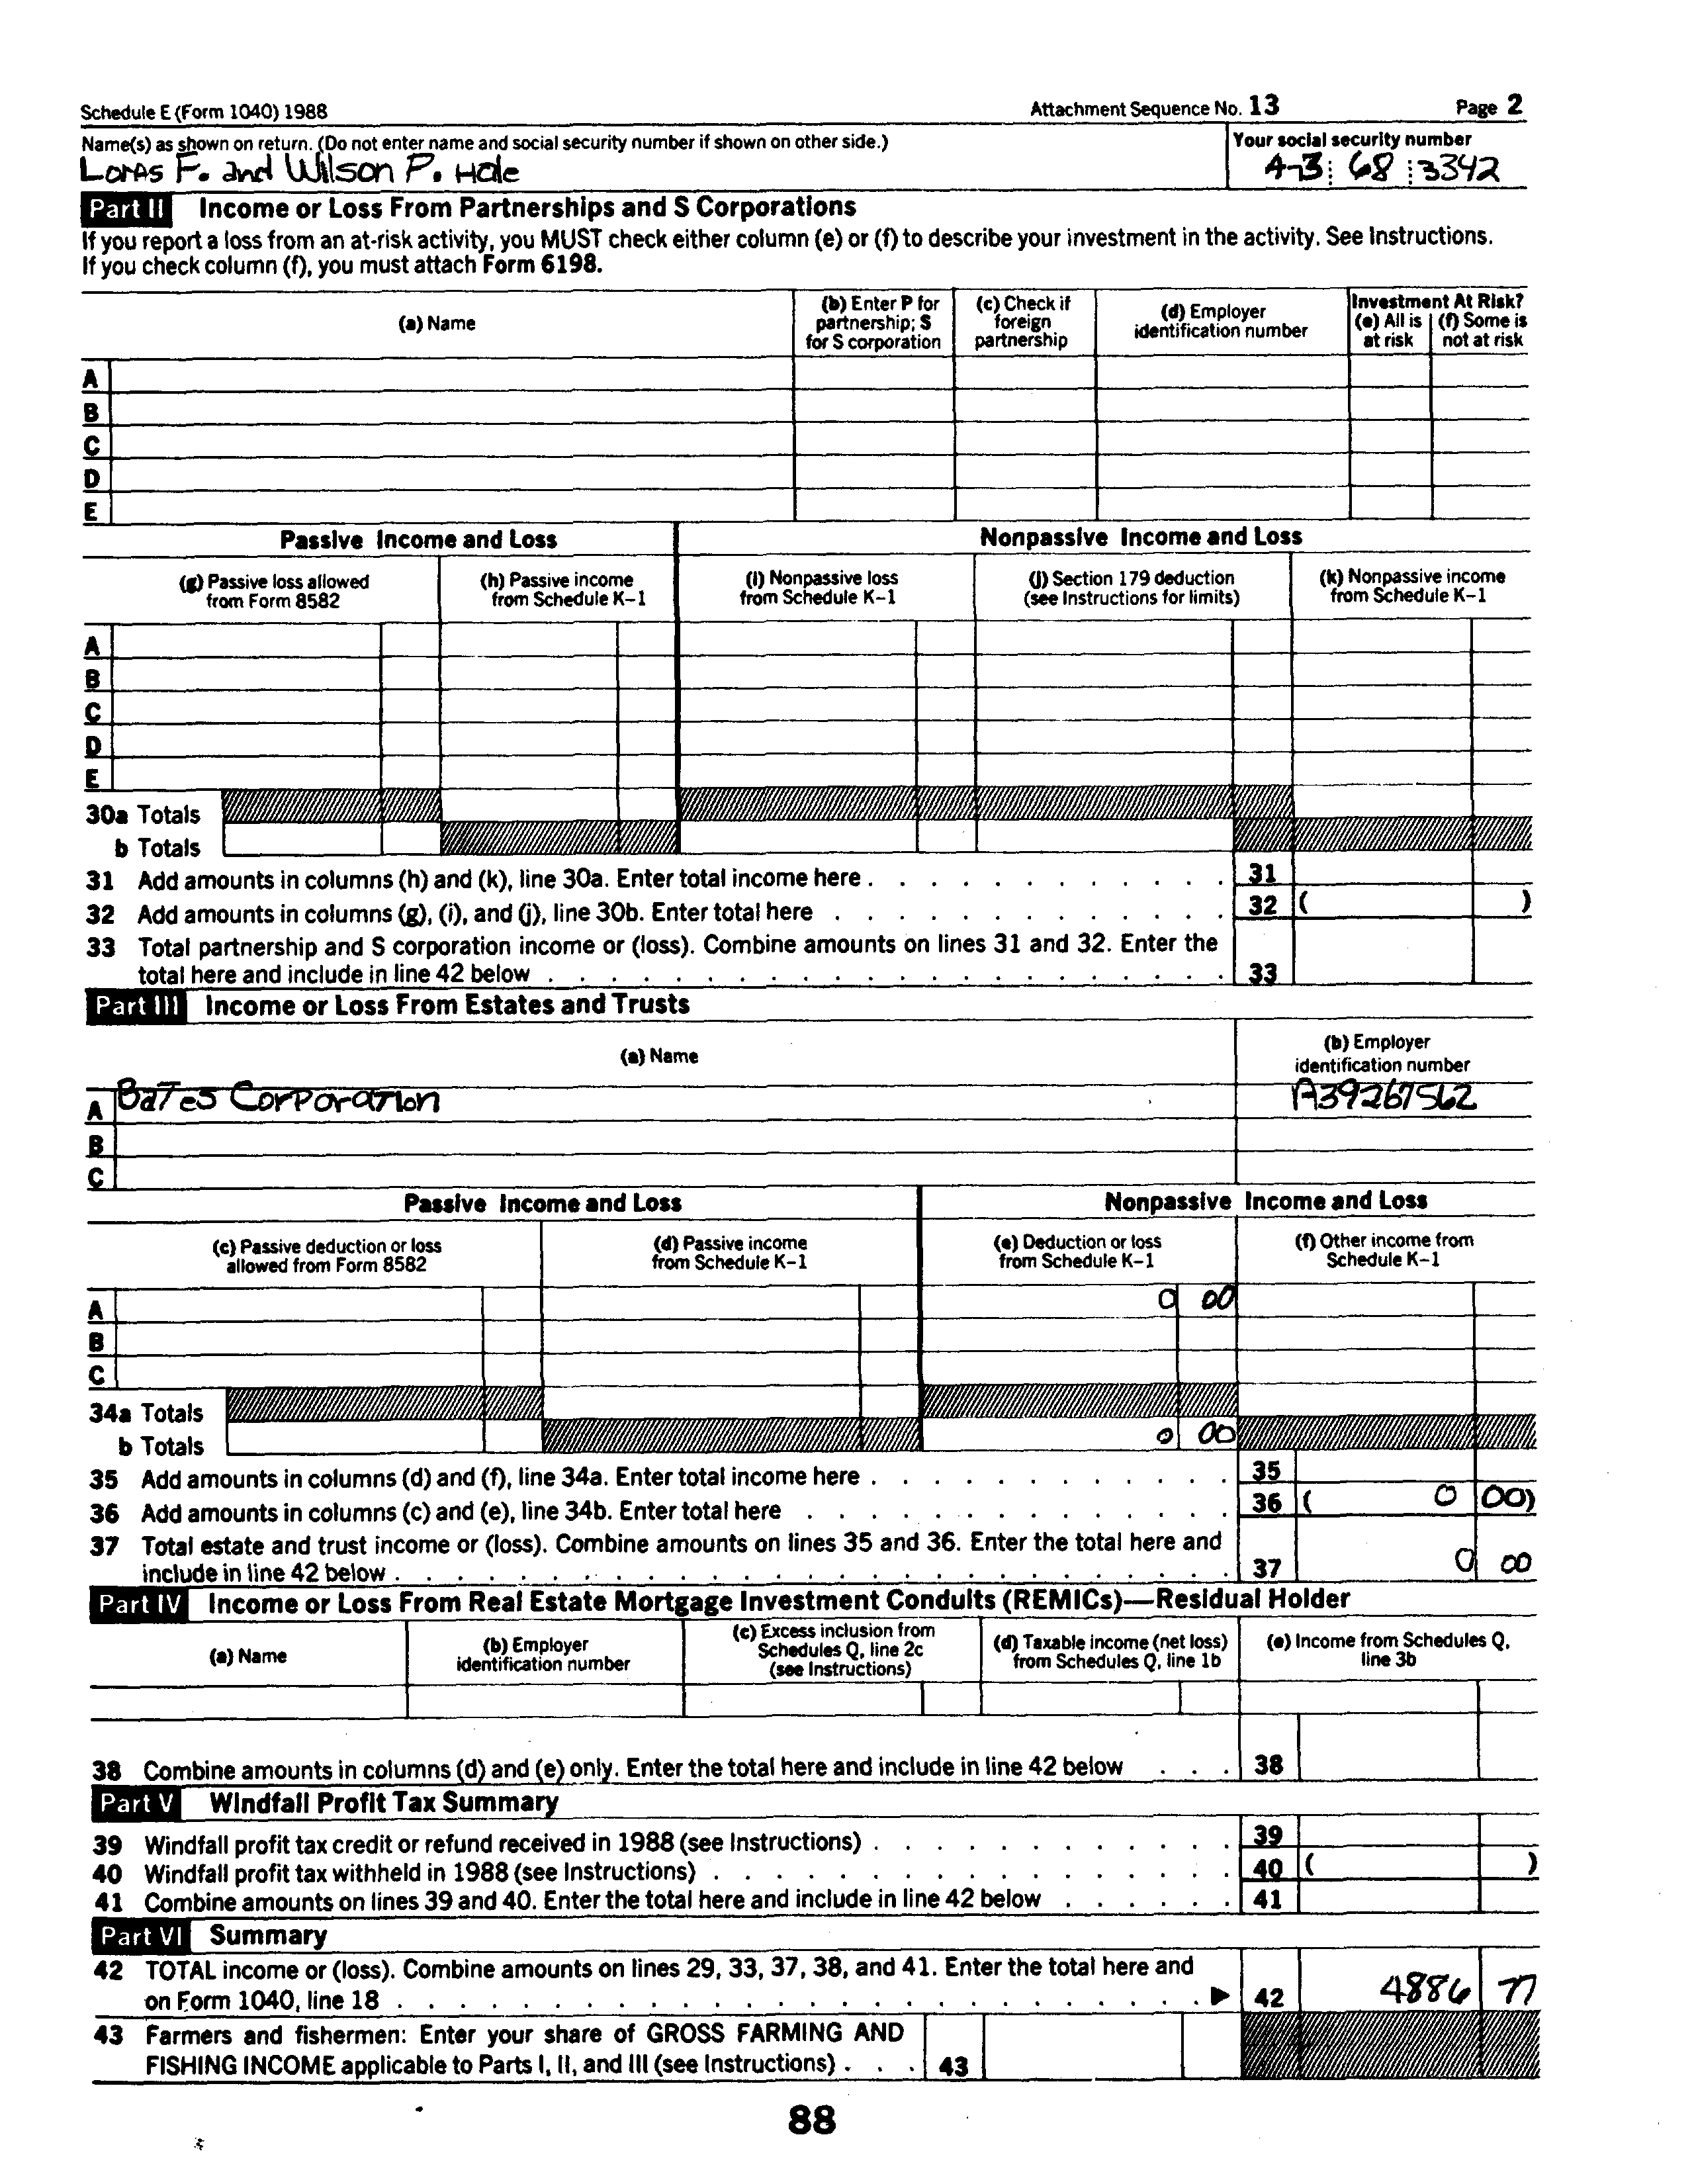 Schedule E (Form 1040) 1988 Attachment Sequence No. 13 Page 2
Name(s) as shown on return. (Do not enter name and social security number if shown on other side.) Your social security number
Loras F. and Wilson P. Hale A-3 68 3342
Part II Income or Loss From Partnerships and S Corporations
If you report a loss from an at-risk activity, you MUST check either column (e) or (f) to describe your investment in the activity. See Instructions.
If you check column (f), you must attach Form 6198.
(a) Name
(b) Enter P for partnership; S for S corporation
(c) Check if foreign partnership
(d) Employer identification number
Investment At Risk?
(e) All is at risk
(f) Some is not at risk
A
B
C
D
E
Passive Income and Loss Nonpassive Income and Loss
(g) Passive loss allowed from Form 8582
(h) Passive income from Schedule K-1
(i) Nonpassive loss from Schedule K-1
(j) Section 179 deduction (see Instructions for limits)
(k) Nonpassive income from Schedule K-1
A
B
C
D
E
30a Totals
b Totals
31 Add amounts in columns (h) and (k), line 30a. Enter total income here . . . 31
32 Add amounts in columns (g), (i), and (j), line 30b. Enter total here . . . 32 ( )
33 Total partnership and S corporation income or (loss). Combine amounts on lines 31 and 32. Enter the
total here and include in line 42 below . . . 33
Part III Income or Loss From Estates and Trusts
(a) Name
(b) Employer identification number
A Bates Corporation A39267562
B
C
Passive Income and Loss Nonpassive Income and Loss
(c) Passive deduction or loss allowed from Form 8582
(d) Passive income from Schedule K-1
(e) Deduction or loss from Schedule K-1
(f) Other income from Schedule K-1
A 0 00
B
C
34a Totals
b Totals 0 00
35 Add amounts in columns (d) and (f), line 34a. Enter total income here . . . 35
36 Add amounts in columns (c) and (e), line 34b. Enter total here . . . 36 ( 0 00)
37 Total estate and trust income or (loss). Combine amounts on lines 35 and 36. Enter the total here and
include in line 42 below . . . 37 0 00
Part IV Income or Loss From Real Estate Mortgage Investment Conduits (REMICs)—Residual Holder
(a) Name
(b) Employer identification number
(c) Excess inclusion from Schedules Q, line 2c (see Instructions)
(d) Taxable income (net loss) from Schedules Q, line 1b
(e) Income from Schedules Q, line 3b
38 Combine amounts in columns (d) and (e) only. Enter the total here and include in line 42 below . . . 38
Part V Windfall Profit Tax Summary
39 Windfall profit tax credit or refund received in 1988 (see Instructions) . . . 39
40 Windfall profit tax withheld in 1988 (see Instructions) . . . 40 ( )
41 Combine amounts on lines 39 and 40. Enter the total here and include in line 42 below . . . 41
Part VI Summary
42 TOTAL income or (loss). Combine amounts on lines 29, 33, 37, 38, and 41. Enter the total here and
on Form 1040, line 18 . . . ▶ 42 4886 77
43 Farmers and fishermen: Enter your share of GROSS FARMING AND
FISHING INCOME applicable to Parts I, II, and III (see Instructions) . . . 43
88